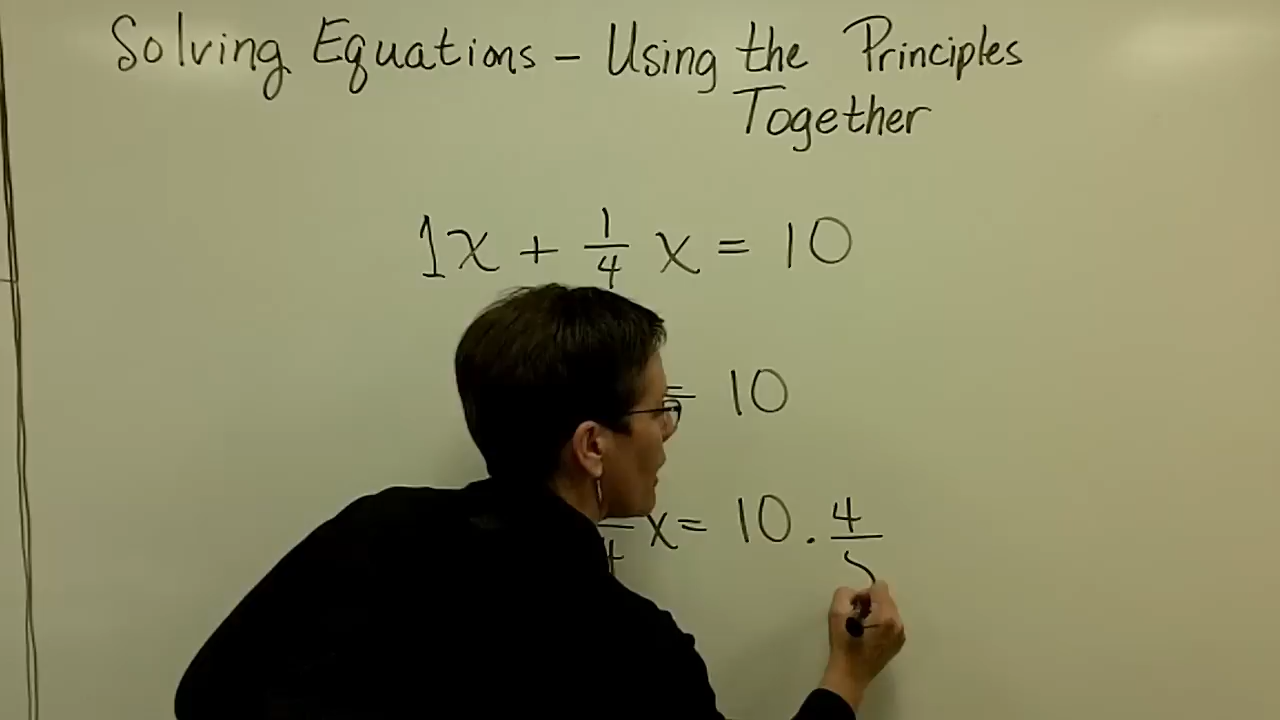 Solving Equations - Using the Principles
Together
1x + 1/4 x = 10
= 10
x = 10 . 4/5